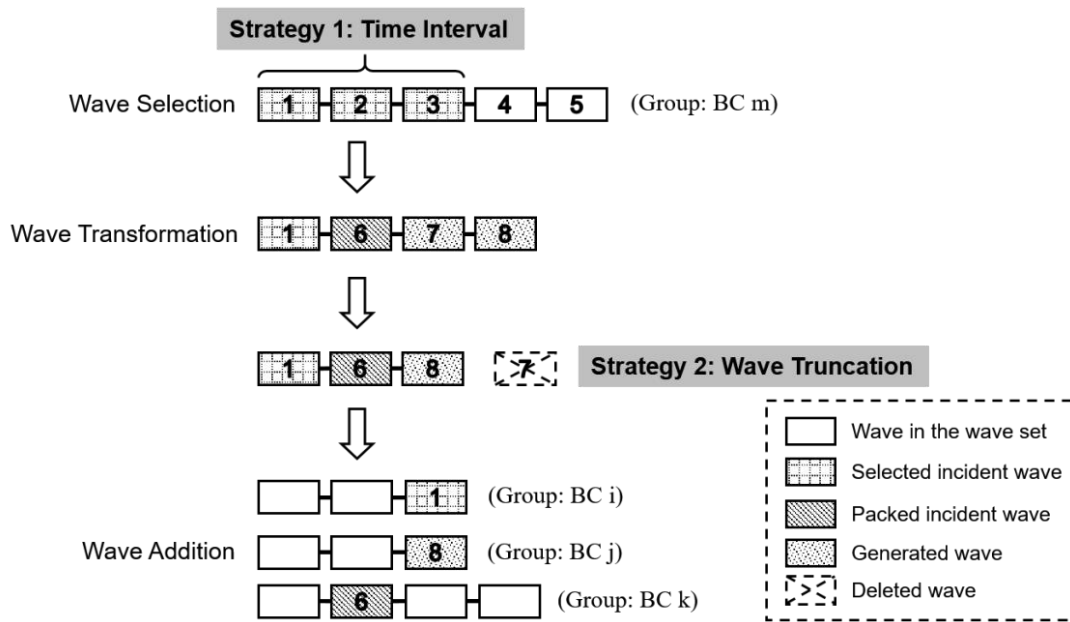 Strategy 1: Time Interval
Wave Selection 1 2 3 4 5 (Group: BC m)
Wave Transformation 1 6 7 8
1 6 8 7 Strategy 2: Wave Truncation
Wave in the wave set
Selected incident wave
Packed incident wave
Generated wave
Deleted wave
1 (Group: BC i)
Wave Addition 8 (Group: BC j)
6 (Group: BC k)